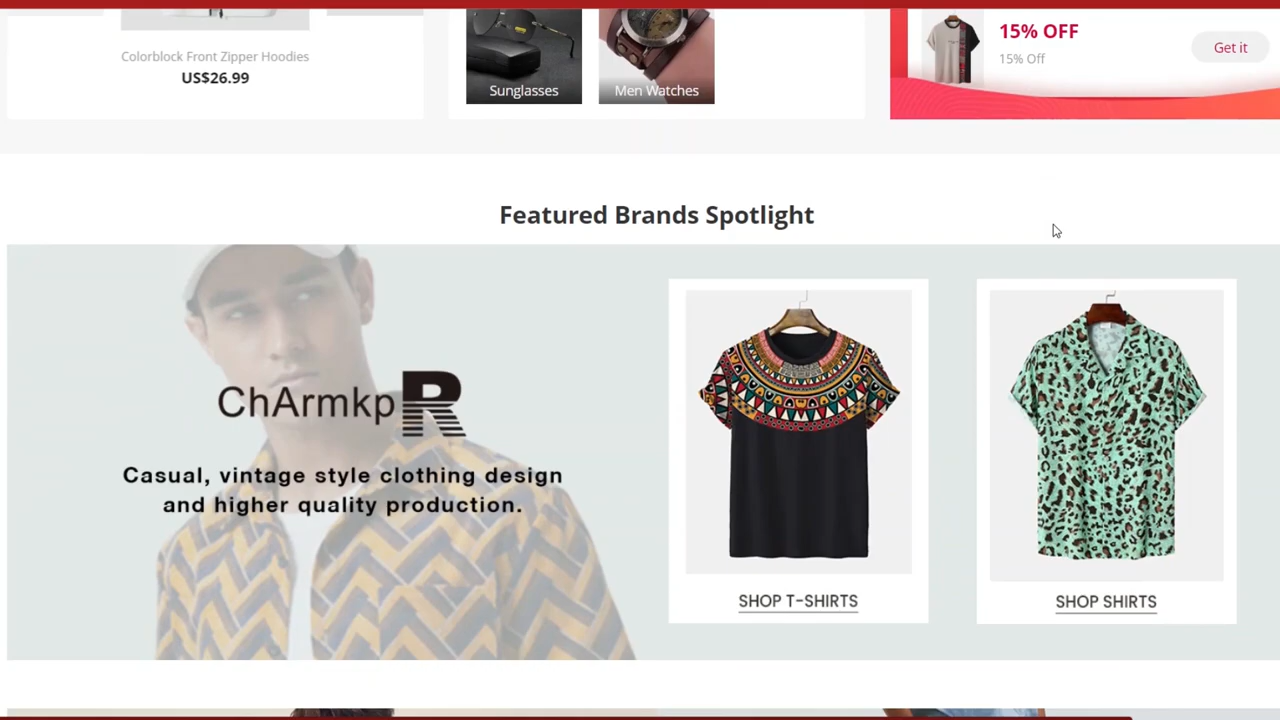 Colorblock Front Zipper Hoodies
US$26.99
Sunglasses
Men Watches
15% OFF
15% Off
Get it
Featured Brands Spotlight
ChArmkpR
Casual, vintage style clothing design
and higher quality production.
SHOP T-SHIRTS
SHOP SHIRTS